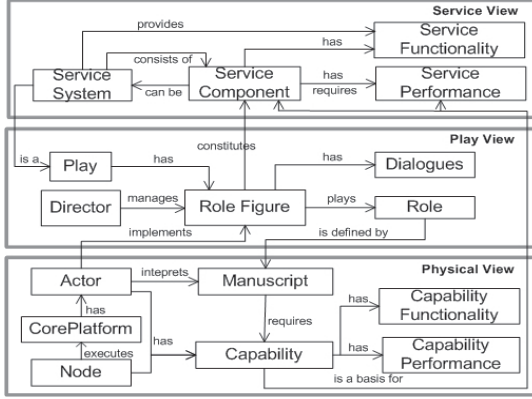 Service View
provides
Service
Functionality
has
consists of
Service
System
can be
Service
Component
has
requires
Service
Performance
constitutes
Play View
is a
Play
has
has
Dialogues
Director
manages
Role Figure
plays
Role
implements
is defined by
Physical View
Actor
inteprets
Manuscript
has
requires
has
Capability
Functionality
CorePlatform
executes
has
Capability
has
Capability
Performance
Node
is a basis for